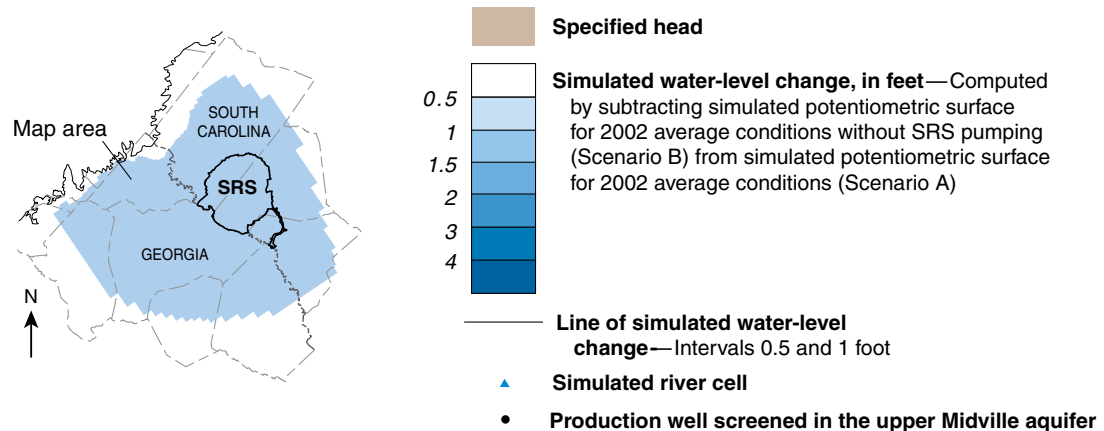 SOUTH
CAROLINA
Map area
SRS
GEORGIA
N
Specified head
0.5
1
1.5
2
3
4
Simulated water-level change, in feet—Computed
by subtracting simulated potentiometric surface
for 2002 average conditions without SRS pumping
(Scenario B) from simulated potentiometric surface
for 2002 average conditions (Scenario A)
Line of simulated water-level
change-—Intervals 0.5 and 1 foot
Simulated river cell
Production well screened in the upper Midville aquifer